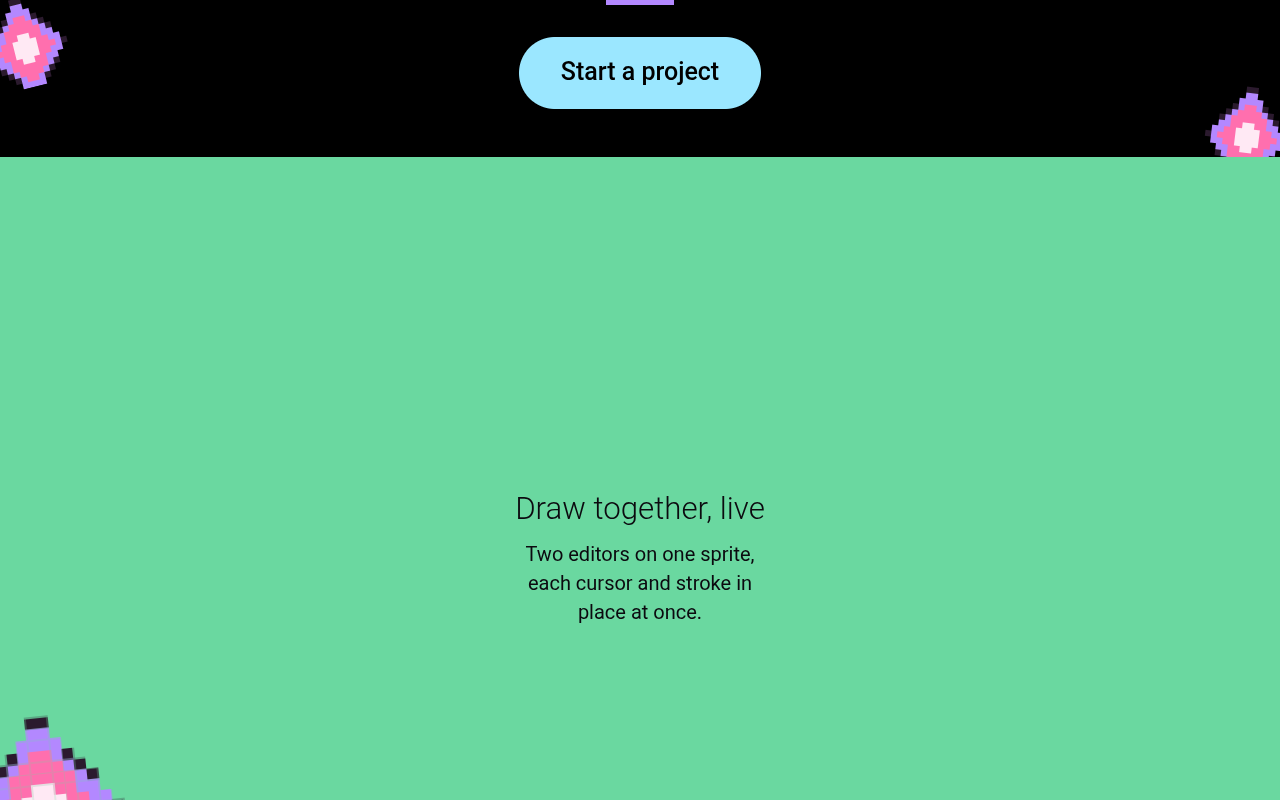 Start a project
Draw together, live
Two editors on one sprite,
each cursor and stroke in
place at once.